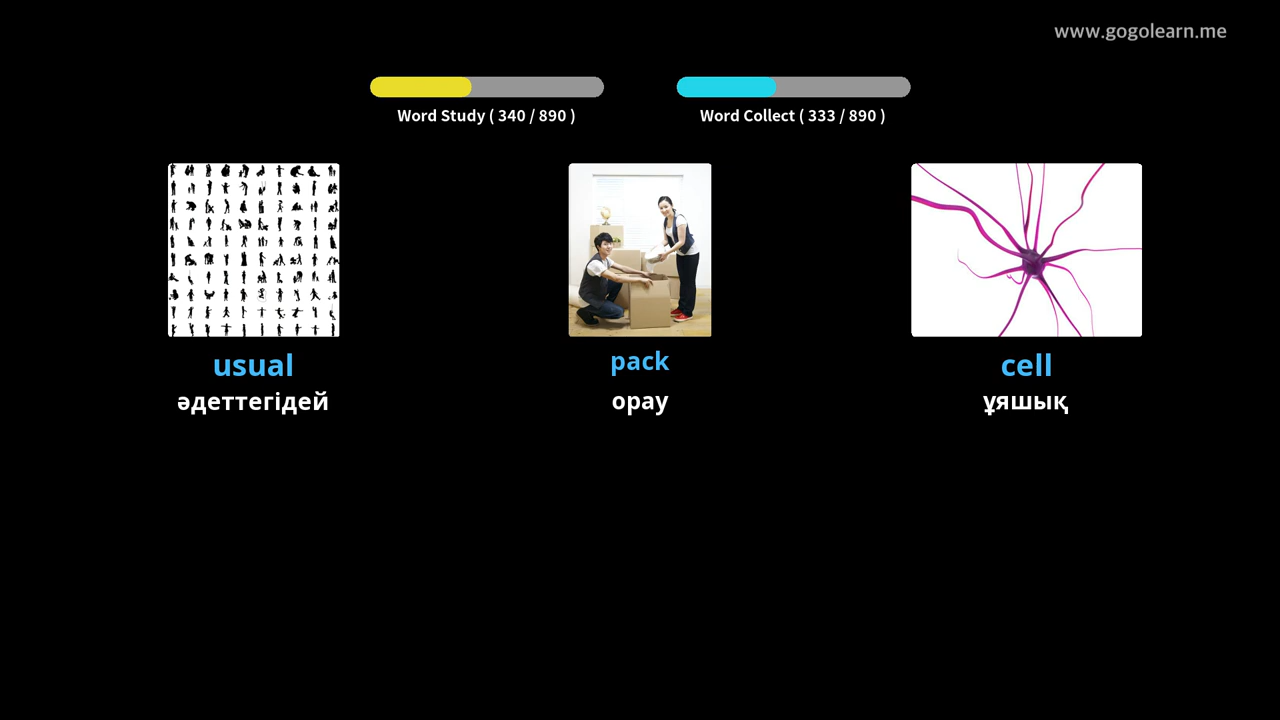 www.gogolearn.me
Word Study ( 340 / 890 )
Word Collect ( 333 / 890 )
usual
әдеттегідей
pack
орау
cell
ұяшық